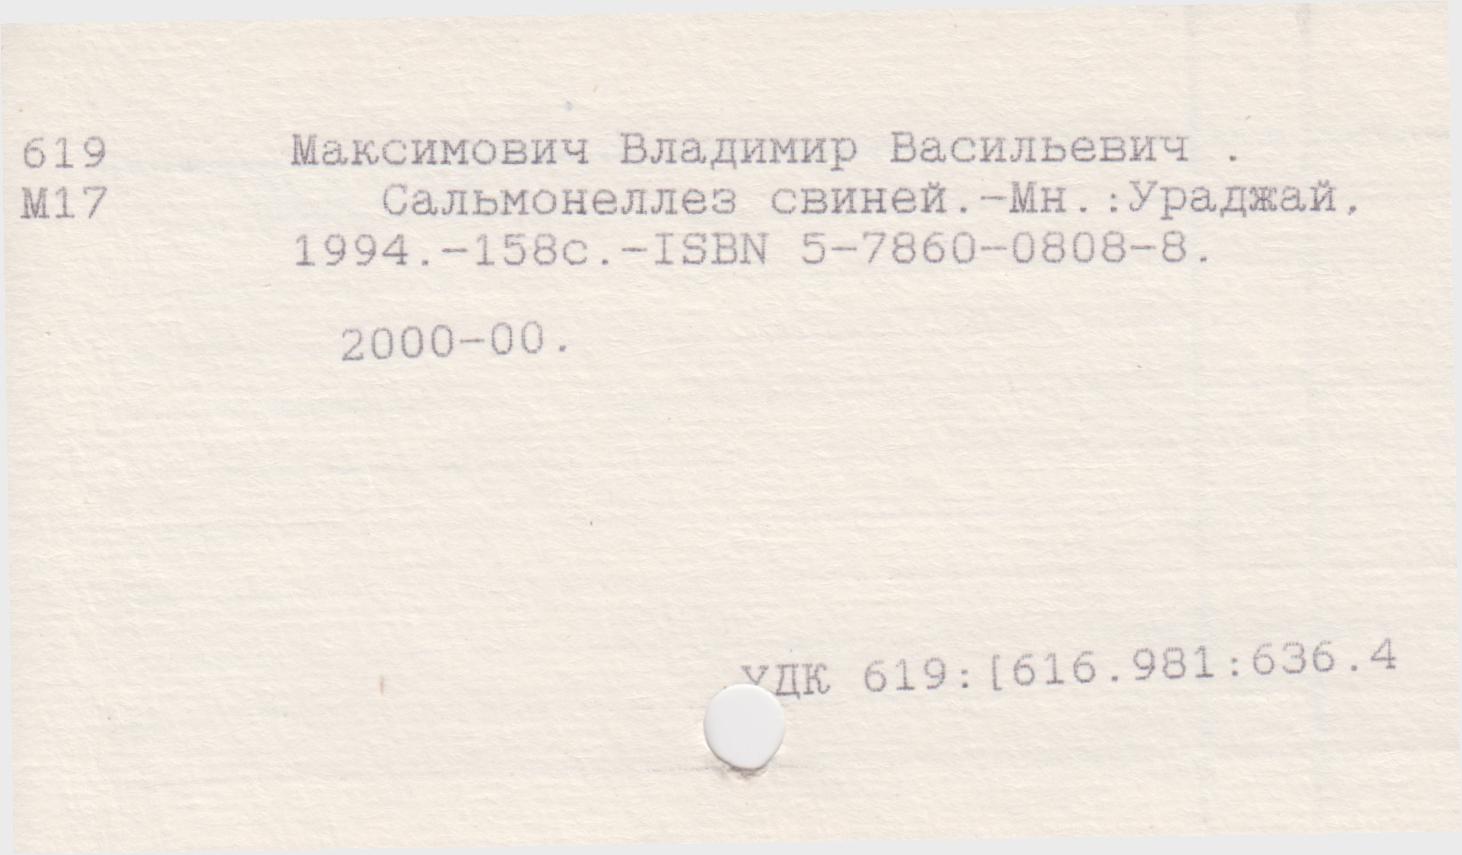 619 Максимович Владимир Васильевич .
М17 Сальмонеллез свиней.-Мн.:Ураджай,
1994.-158с.-ISBN 5-7860-0808-8.
2000-00.
УДК 619:[616.981:636.4